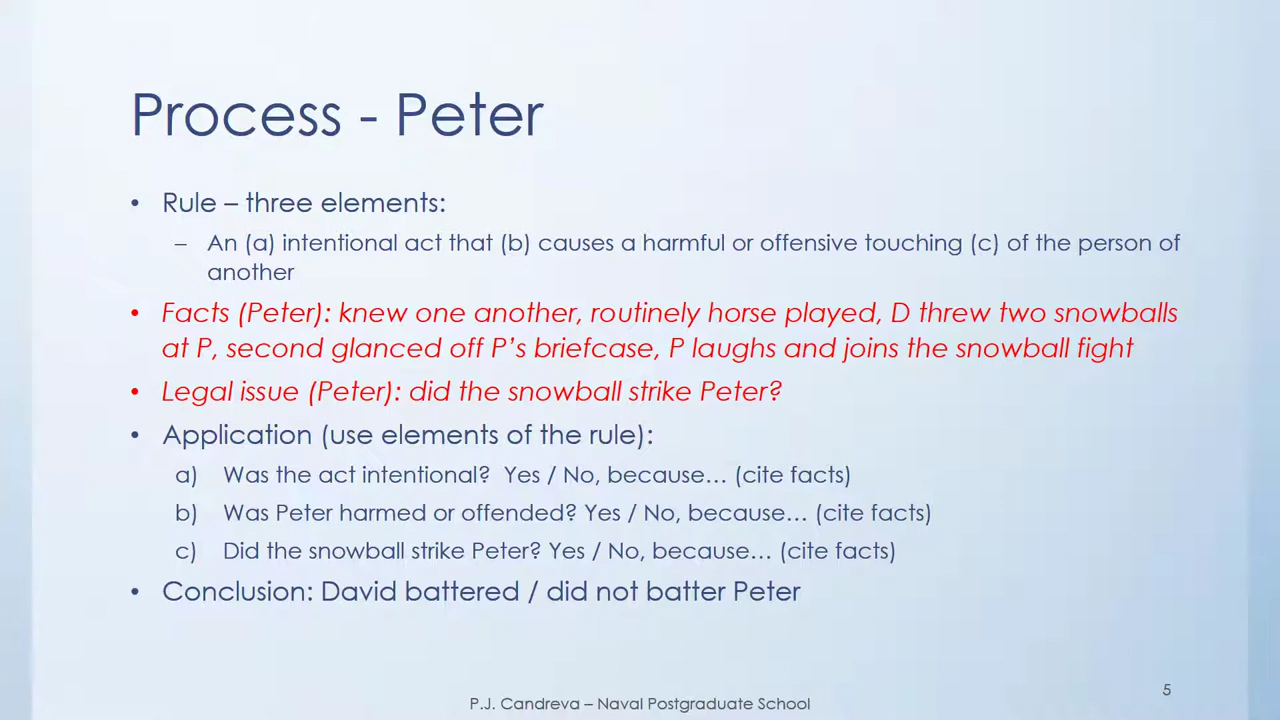 Process - Peter
• Rule – three elements:
– An (a) intentional act that (b) causes a harmful or offensive touching (c) of the person of
another
• Facts (Peter): knew one another, routinely horse played, D threw two snowballs
at P, second glanced off P's briefcase, P laughs and joins the snowball fight
• Legal issue (Peter): did the snowball strike Peter?
• Application (use elements of the rule):
a) Was the act intentional? Yes / No, because… (cite facts)
b) Was Peter harmed or offended? Yes / No, because… (cite facts)
c) Did the snowball strike Peter? Yes / No, because… (cite facts)
• Conclusion: David battered / did not batter Peter
5
P.J. Candreva – Naval Postgraduate School